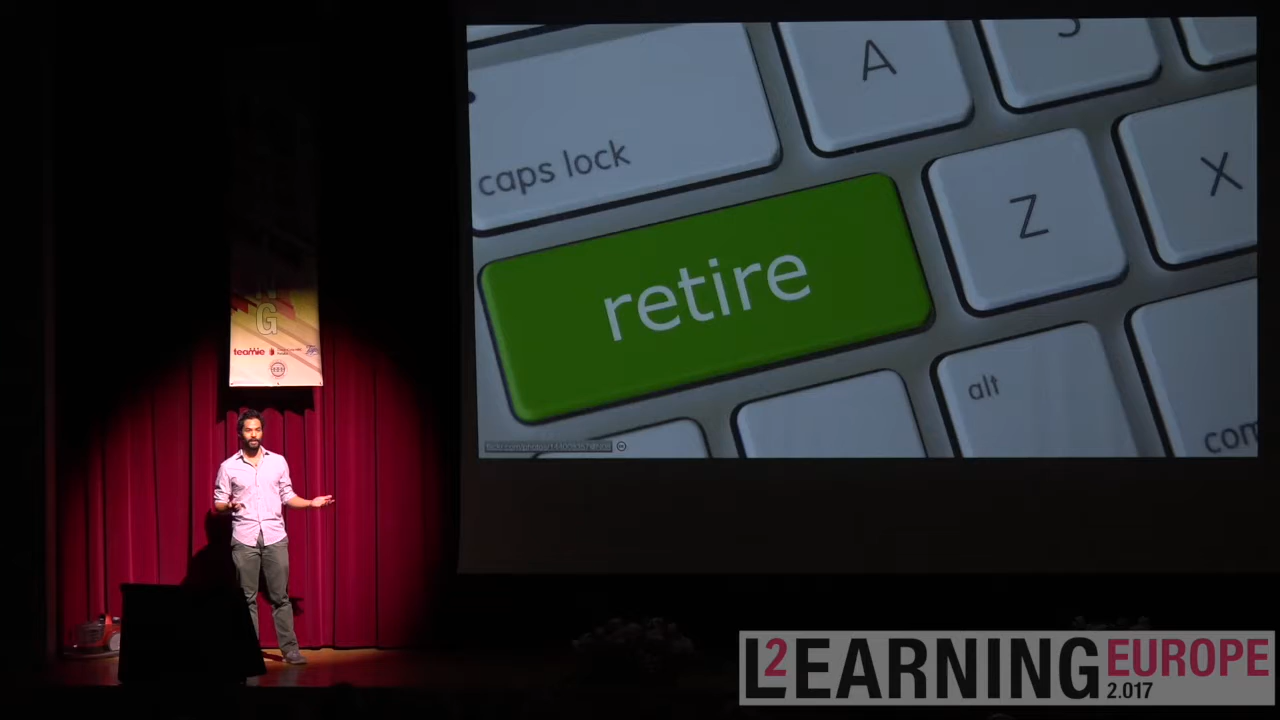 A
S
caps lock
Z
X
retire
alt
com
G
teamie
L2EARNING EUROPE
2.017